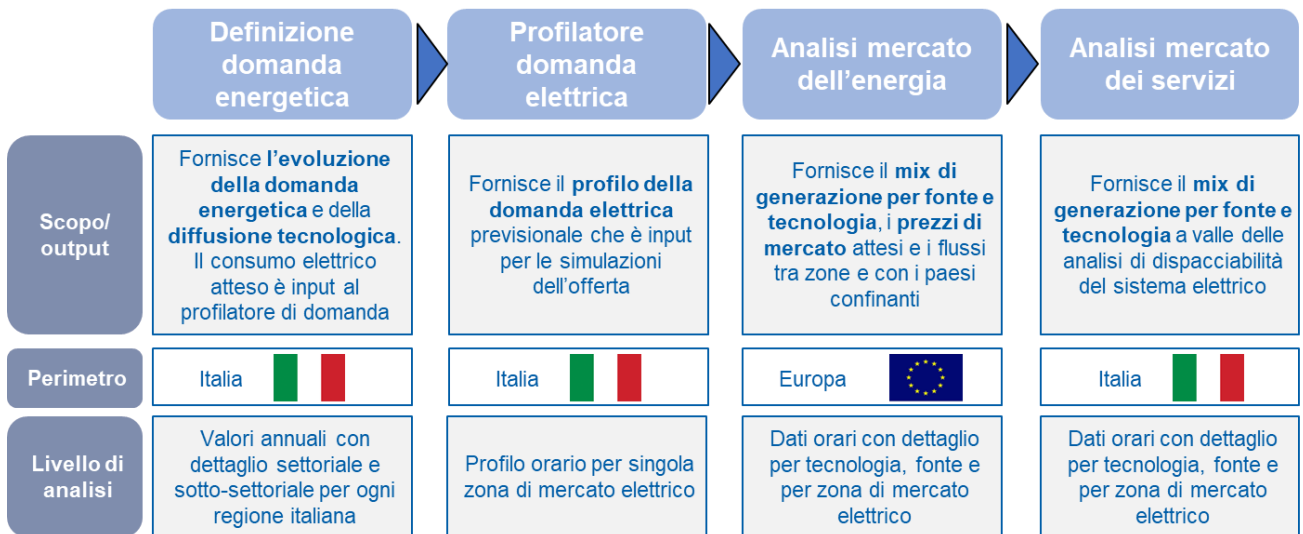 Definizione
domanda
energetica
Profilatore
domanda
elettrica
Analisi mercato
dell'energia
Analisi mercato
dei servizi
Scopo/
output
Fornisce l'evoluzione
della domanda
energetica e della
diffusione tecnologica.
Il consumo elettrico
atteso è input al
profilatore di domanda
Fornisce il profilo della
domanda elettrica
previsionale che è input
per le simulazioni
dell'offerta
Fornisce il mix di
generazione per fonte e
tecnologia, i prezzi di
mercato attesi e i flussi
tra zone e con i paesi
confinanti
Fornisce il mix di
generazione per fonte e
tecnologia a valle delle
analisi di dispacciabilità
del sistema elettrico
Perimetro
Italia
Italia
Europa
Italia
Livello di
analisi
Valori annuali con
dettaglio settoriale e
sotto-settoriale per ogni
regione italiana
Profilo orario per singola
zona di mercato elettrico
Dati orari con dettaglio
per tecnologia, fonte e
per zona di mercato
elettrico
Dati orari con dettaglio
per tecnologia, fonte e
per zona di mercato
elettrico